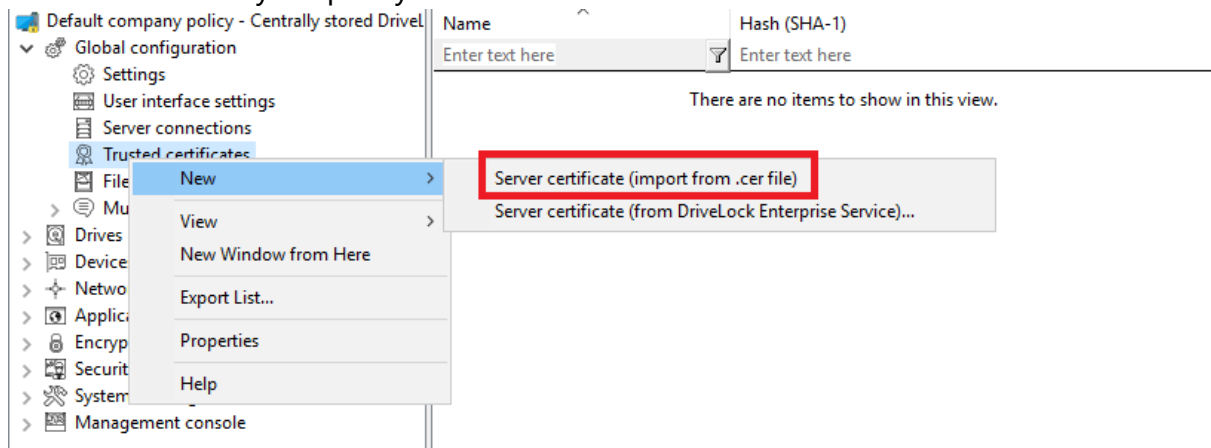 Default company policy - Centrally stored DriveL
Name
Hash (SHA-1)
Enter text here
Enter text here
Global configuration
Settings
User interface settings
Server connections
Trusted certificates
File
Mu
Drives
Device
Netwo
Applica
Encryp
Securit
System
Management console
There are no items to show in this view.
New
View
New Window from Here
Export List...
Properties
Help
Server certificate (import from .cer file)
Server certificate (from DriveLock Enterprise Service)...